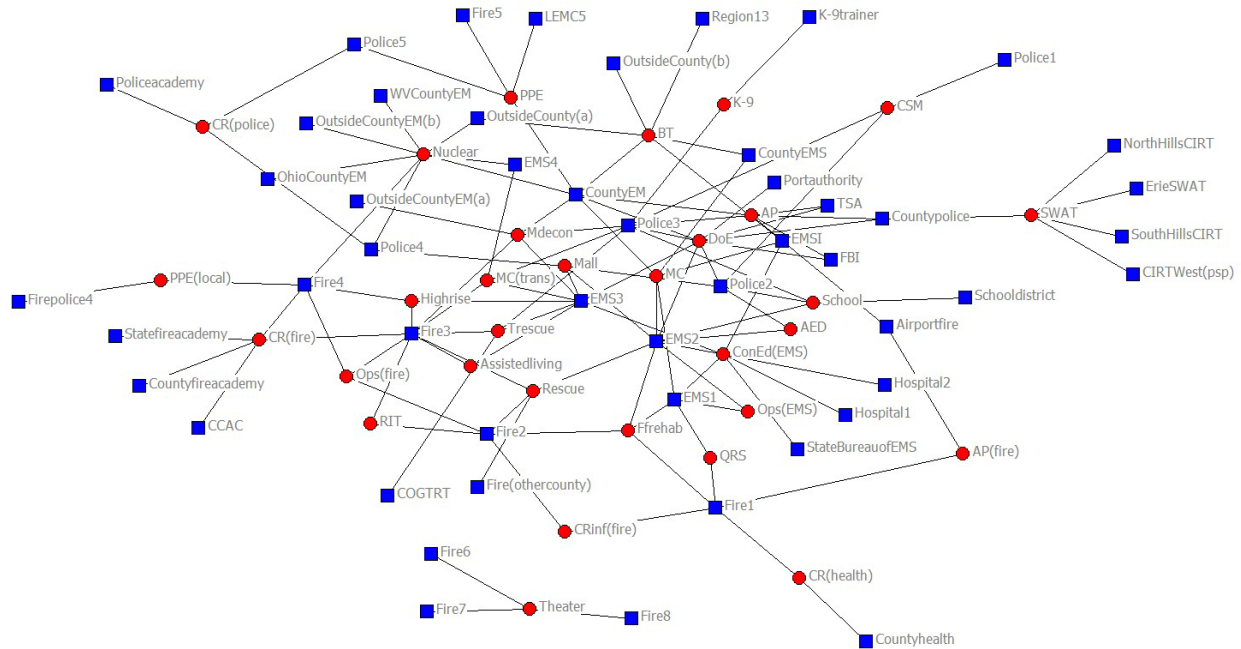 Fire5
LEMC5
Region13
K-9trainer
Police5
OutsideCounty(b)
Police1
Policeacademy
WVCountyEM
PPE
K-9
CSM
OutsideCountyEM(b)
OutsideCounty(a)
CR(police)
BT
NorthHillsCIRT
Nuclear
EMS4
CountyEMS
OhioCountyEM
Portauthority
ErieSWAT
OutsideCountyEM(a)
CountyEM
TSA
AP
Countypolice
SWAT
Police3
Mdecon
DoE
EMSI
SouthHillsCIRT
Police4
FBI
Mall
MC
CIRTWest(psp)
PPE(local)
Fire4
MC(trans)
Police2
Firepolice4
Highrise
EMS3
School
Schooldistrict
Statefireacademy
CR(fire)
Fire3
Trescue
AED
Airportfire
EMS2
ConEd(EMS)
Assistedliving
Countyfireacademy
Ops(fire)
Rescue
Hospital2
EMS1
Ops(EMS)
Hospital1
CCAC
RIT
Fire2
Ffrehab
StateBureauofEMS
QRS
AP(fire)
COGTRT
Fire(othercounty)
Fire1
CRinf(fire)
Fire6
CR(health)
Fire7
Theater
Fire8
Countyhealth